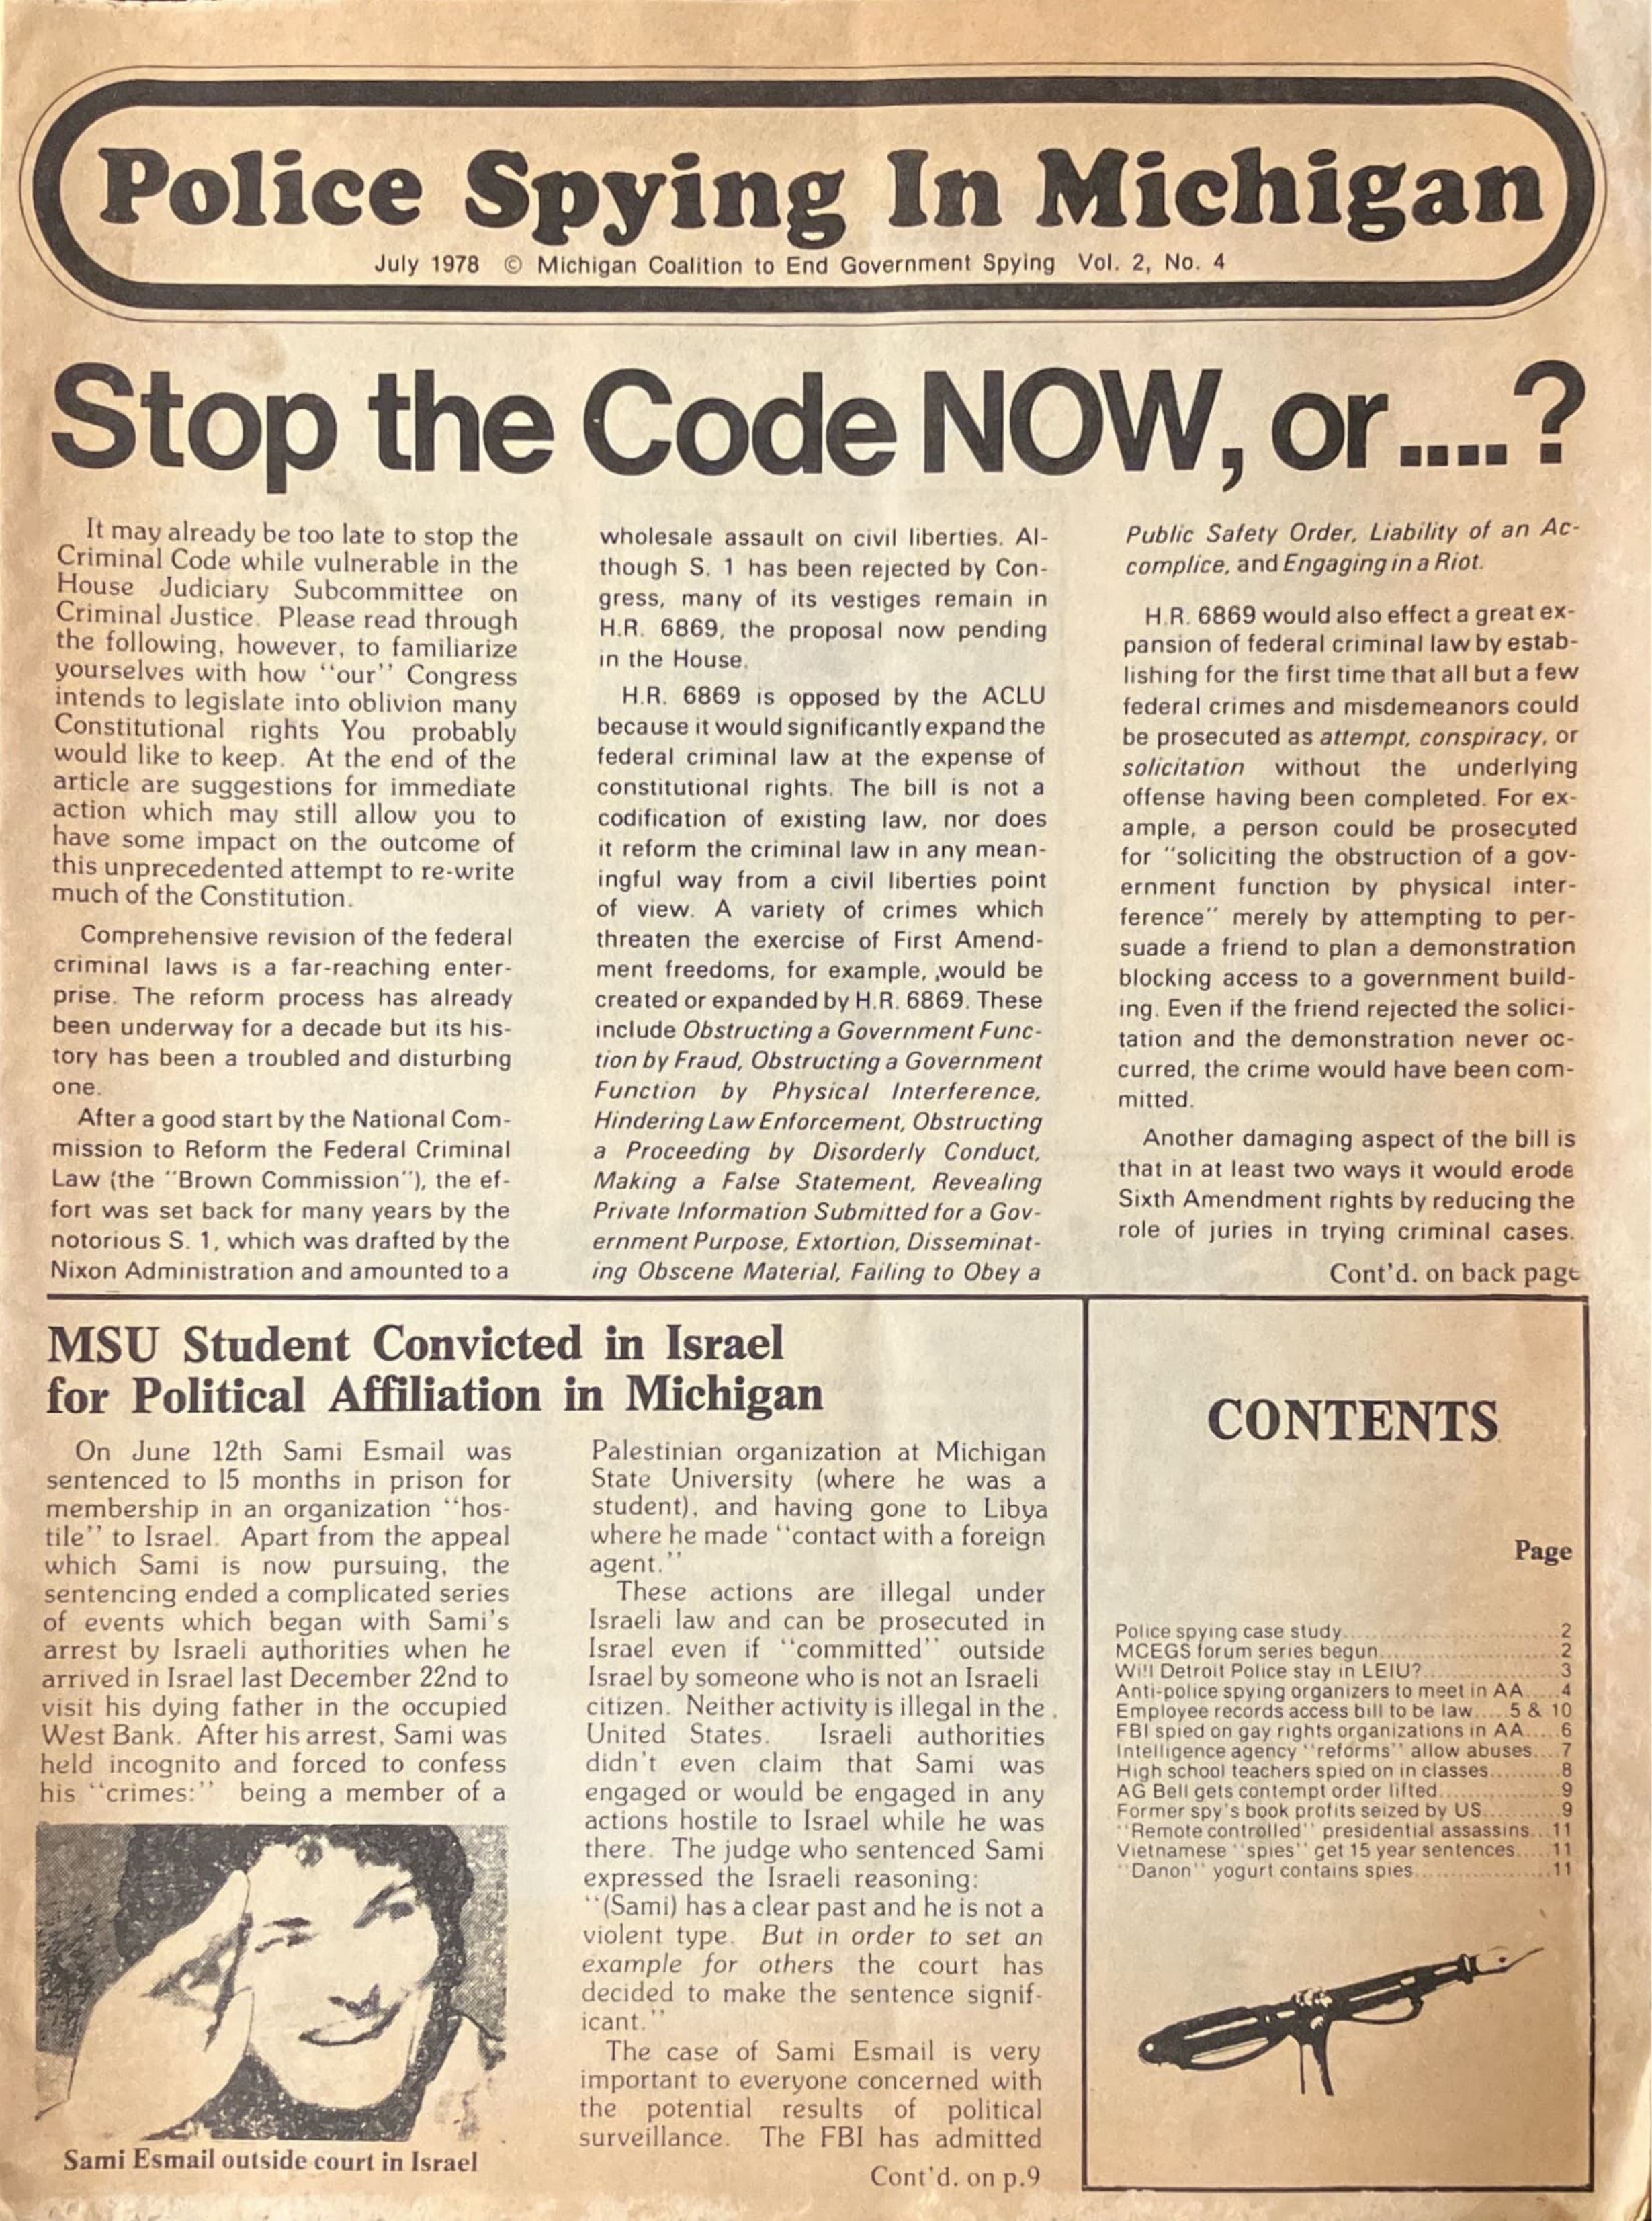 Police Spying In Michigan
July 1978 © Michigan Coalition to End Government Spying Vol. 2, No. 4
Stop the Code NOW, or....?
It may already be too late to stop the
Criminal Code while vulnerable in the
House Judiciary Subcommittee on
Criminal Justice. Please read through
the following, however, to familiarize
yourselves with how "our" Congress
intends to legislate into oblivion many
Constitutional rights You probably
would like to keep. At the end of the
article are suggestions for immediate
action which may still allow you to
have some impact on the outcome of
this unprecedented attempt to re-write
much of the Constitution.
Comprehensive revision of the federal
criminal laws is a far-reaching enter-
prise. The reform process has already
been underway for a decade but its his-
tory has been a troubled and disturbing
one.
After a good start by the National Com-
mission to Reform the Federal Criminal
Law (the "Brown Commission"), the ef-
fort was set back for many years by the
notorious S. 1, which was drafted by the
Nixon Administration and amounted to a
wholesale assault on civil liberties. Al-
though S. 1 has been rejected by Con-
gress, many of its vestiges remain in
H.R. 6869, the proposal now pending
in the House.
H.R. 6869 is opposed by the ACLU
because it would significantly expand the
federal criminal law at the expense of
constitutional rights. The bill is not a
codification of existing law, nor does
it reform the criminal law in any mean-
ingful way from a civil liberties point
of view. A variety of crimes which
threaten the exercise of First Amend-
ment freedoms, for example, would be
created or expanded by H.R. 6869. These
include Obstructing a Government Func-
tion by Fraud, Obstructing a Government
Function by Physical Interference,
Hindering Law Enforcement, Obstructing
a Proceeding by Disorderly Conduct,
Making a False Statement, Revealing
Private Information Submitted for a Gov-
ernment Purpose, Extortion, Disseminat-
ing Obscene Material, Failing to Obey a
Public Safety Order, Liability of an Ac-
complice, and Engaging in a Riot.
H.R. 6869 would also effect a great ex-
pansion of federal criminal law by estab-
lishing for the first time that all but a few
federal crimes and misdemeanors could
be prosecuted as attempt, conspiracy, or
solicitation without the underlying
offense having been completed. For ex-
ample, a person could be prosecuted
for "soliciting the obstruction of a gov-
ernment function by physical inter-
ference" merely by attempting to per-
suade a friend to plan a demonstration
blocking access to a government build-
ing. Even if the friend rejected the solici-
tation and the demonstration never oc-
curred, the crime would have been com-
mitted.
Another damaging aspect of the bill is
that in at least two ways it would erode
Sixth Amendment rights by reducing the
role of juries in trying criminal cases.
Cont'd. on back page
MSU Student Convicted in Israel
for Political Affiliation in Michigan
On June 12th Sami Esmail was
sentenced to 15 months in prison for
membership in an organization "hos-
tile" to Israel. Apart from the appeal
which Sami is now pursuing, the
sentencing ended a complicated series
of events which began with Sami's
arrest by Israeli authorities when he
arrived in Israel last December 22nd to
visit his dying father in the occupied
West Bank. After his arrest, Sami was
held incognito and forced to confess
his "crimes:" being a member of a
Sami Esmail outside court in Israel
Palestinian organization at Michigan
State University (where he was a
student), and having gone to Libya
where he made "contact with a foreign
agent."
These actions are illegal under
Israeli law and can be prosecuted in
Israel even if "committed" outside
Israel by someone who is not an Israeli
citizen. Neither activity is illegal in the
United States. Israeli authorities
didn't even claim that Sami was
engaged or would be engaged in any
actions hostile to Israel while he was
there. The judge who sentenced Sami
expressed the Israeli reasoning:
"(Sami) has a clear past and he is not a
violent type. But in order to set an
example for others the court has
decided to make the sentence signif-
icant."
The case of Sami Esmail is very
important to everyone concerned with
the potential results of political
surveillance. The FBI has admitted
Cont'd. on p.9
CONTENTS
Page
Police spying case study.....2
MCEGS forum series begun.....2
Will Detroit Police stay in LEIU?.....3
Anti-police spying organizers to meet in AA.....4
Employee records access bill to be law.....5 & 10
FBI spied on gay rights organizations in AA.....6
Intelligence agency "reforms" allow abuses....7
High school teachers spied on in classes..........8
AG Bell gets contempt order lifted.....9
Former spy's book profits seized by US..........9
"Remote controlled" presidential assassins...11
Vietnamese "spies" get 15 year sentences.....11
"Danon" yogurt contains spies.....11